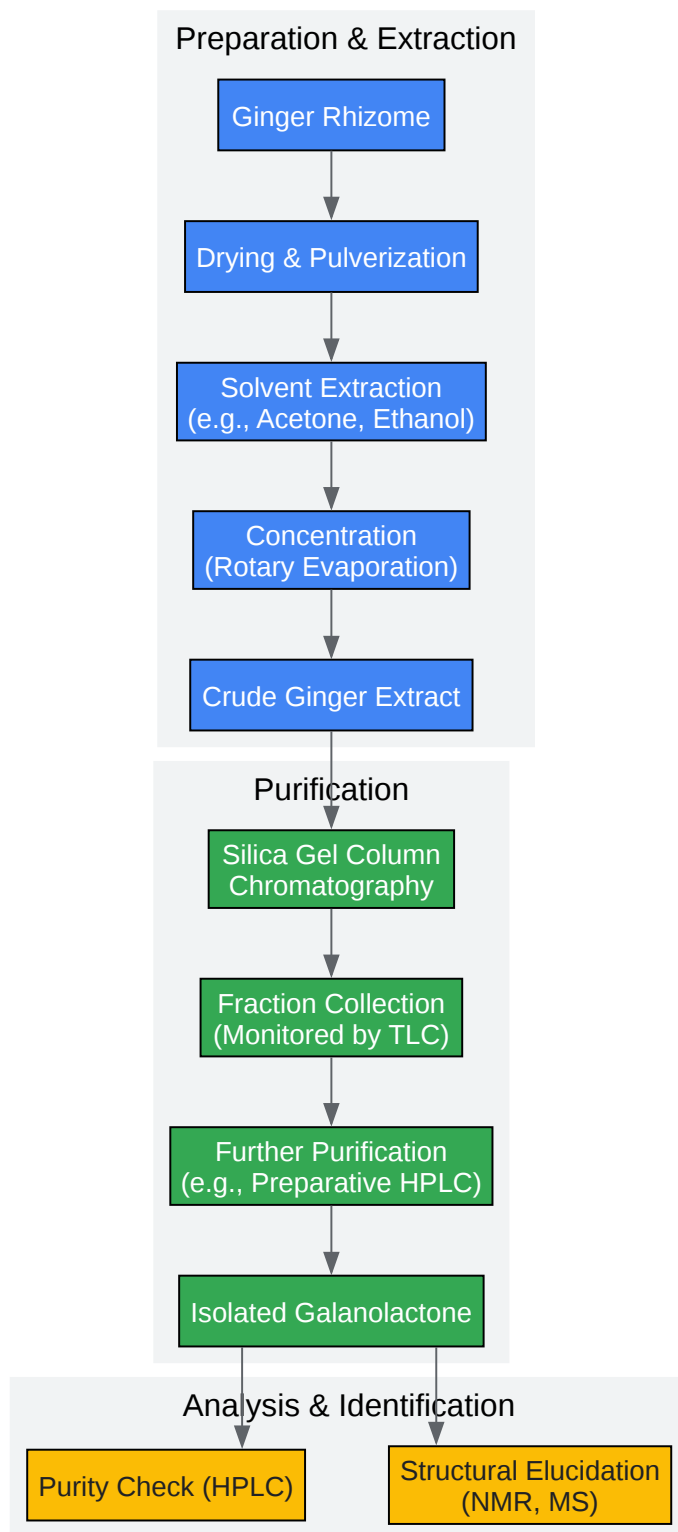 Preparation & Extraction
Ginger Rhizome
Drying & Pulverization
Solvent Extraction
(e.g., Acetone, Ethanol)
Concentration
(Rotary Evaporation)
Crude Ginger Extract
Purification
Silica Gel Column
Chromatography
Fraction Collection
(Monitored by TLC)
Further Purification
(e.g., Preparative HPLC)
Isolated Galanolactone
Analysis & Identification
Purity Check (HPLC)
Structural Elucidation
(NMR, MS)